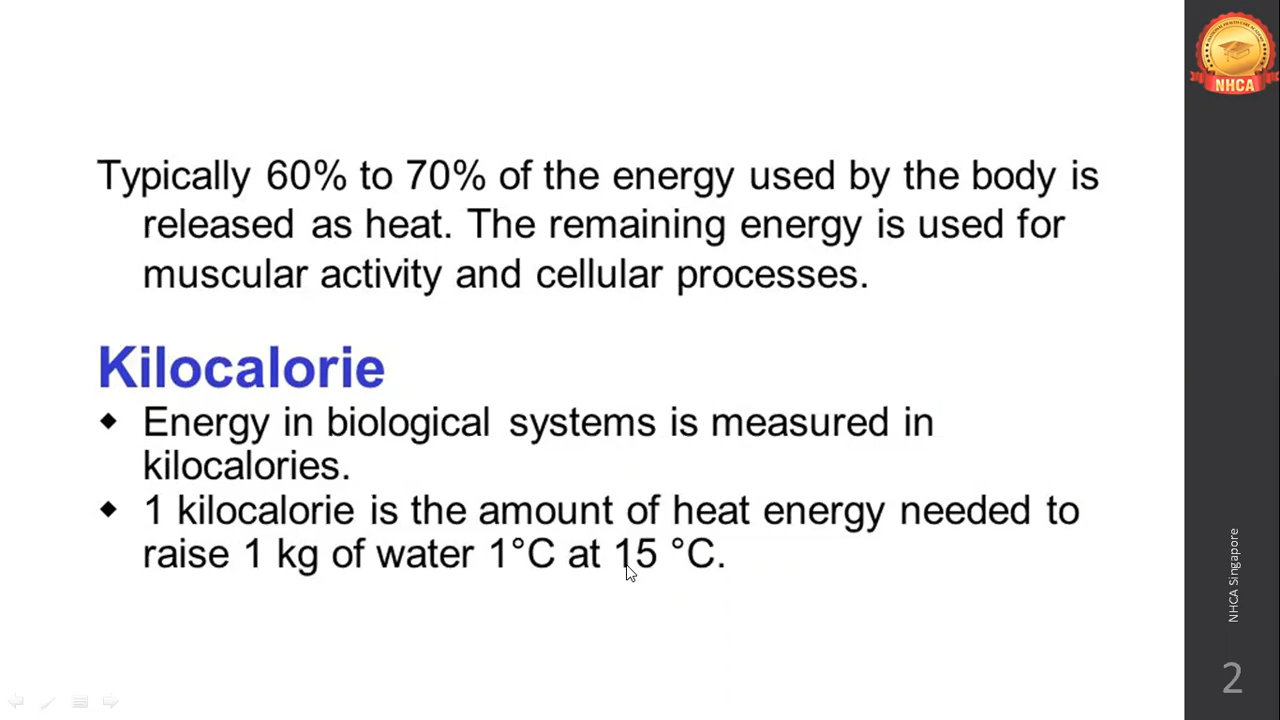 Typically 60% to 70% of the energy used by the body is
released as heat. The remaining energy is used for
muscular activity and cellular processes.
Kilocalorie
◆ Energy in biological systems is measured in
kilocalories.
◆ 1 kilocalorie is the amount of heat energy needed to
raise 1 kg of water 1°C at 15 °C.
NHCA
NHCA Singapore
2